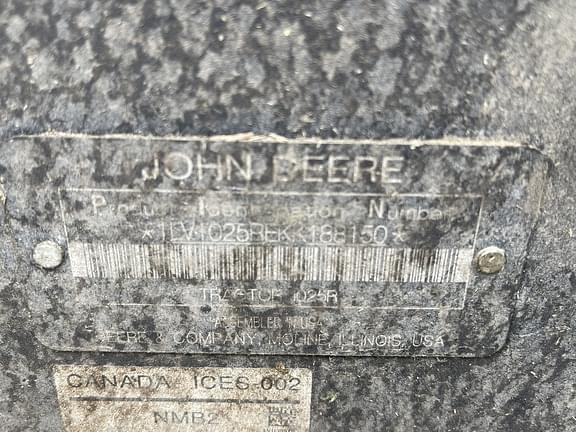 JOHN DEERE
Product Identification Number
*1LV1025REKK188150*
TRACTOR 1025R
ASSEMBLED IN USA
DEERE & COMPANY MOLINE, ILLINOIS, USA
CANADA ICES-002
NMB2